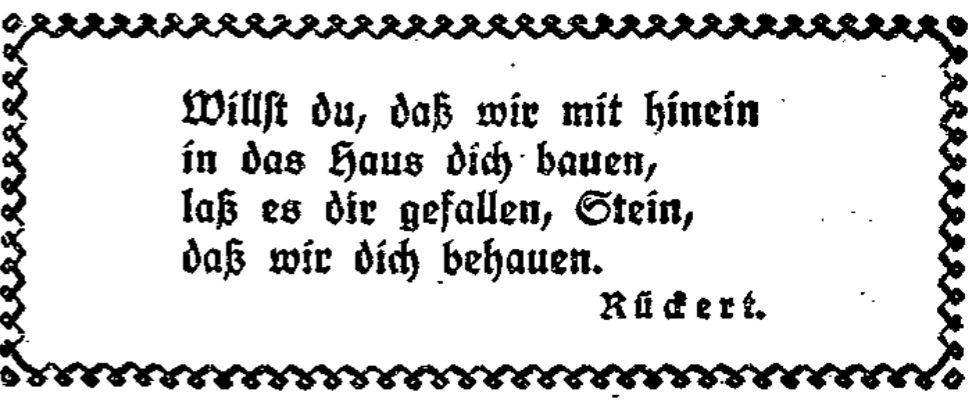 Willst du, daß wir mit hinein
in das Haus dich bauen,
laß es dir gefallen, Stein,
daß wir dich behauen.
Rückert.